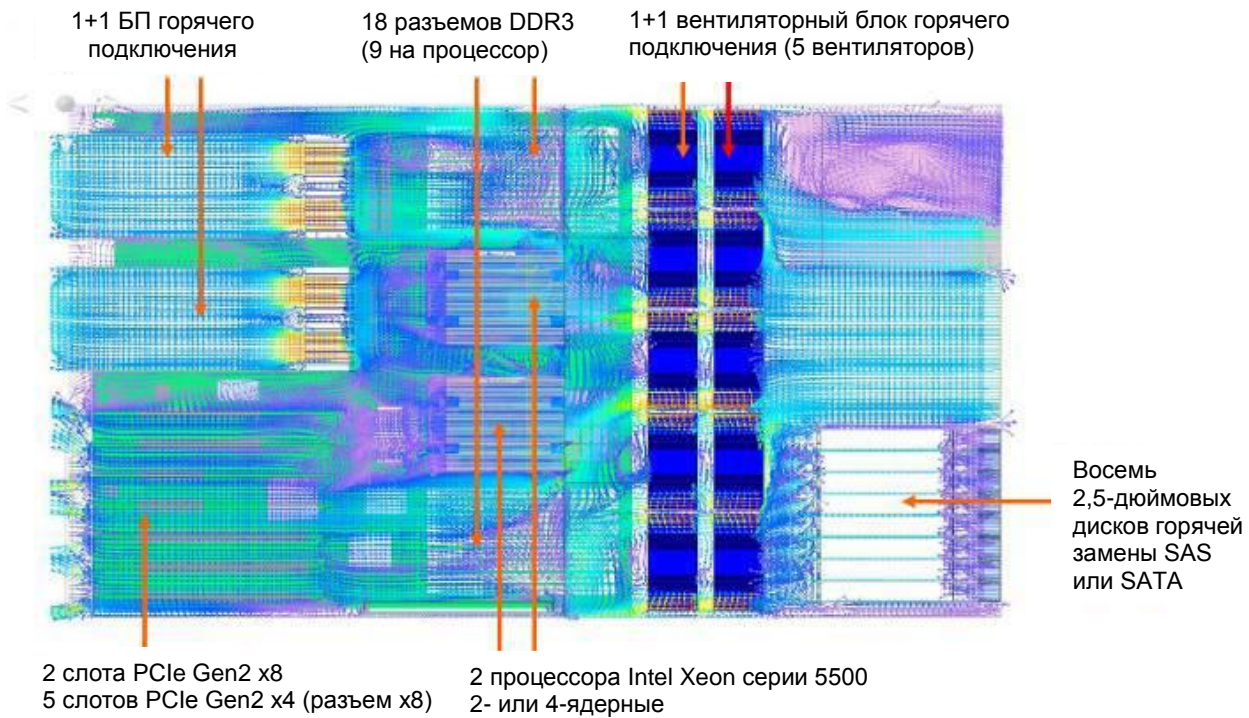 1+1 БП горячего
подключения
18 разъемов DDR3
(9 на процессор)
1+1 вентиляторный блок горячего
подключения (5 вентиляторов)
Восемь
2,5-дюймовых
дисков горячей
замены SAS
или SATA
2 слота PCIe Gen2 x8
5 слотов PCIe Gen2 x4 (разъем x8)
2 процессора Intel Xeon серии 5500
2- или 4-ядерные